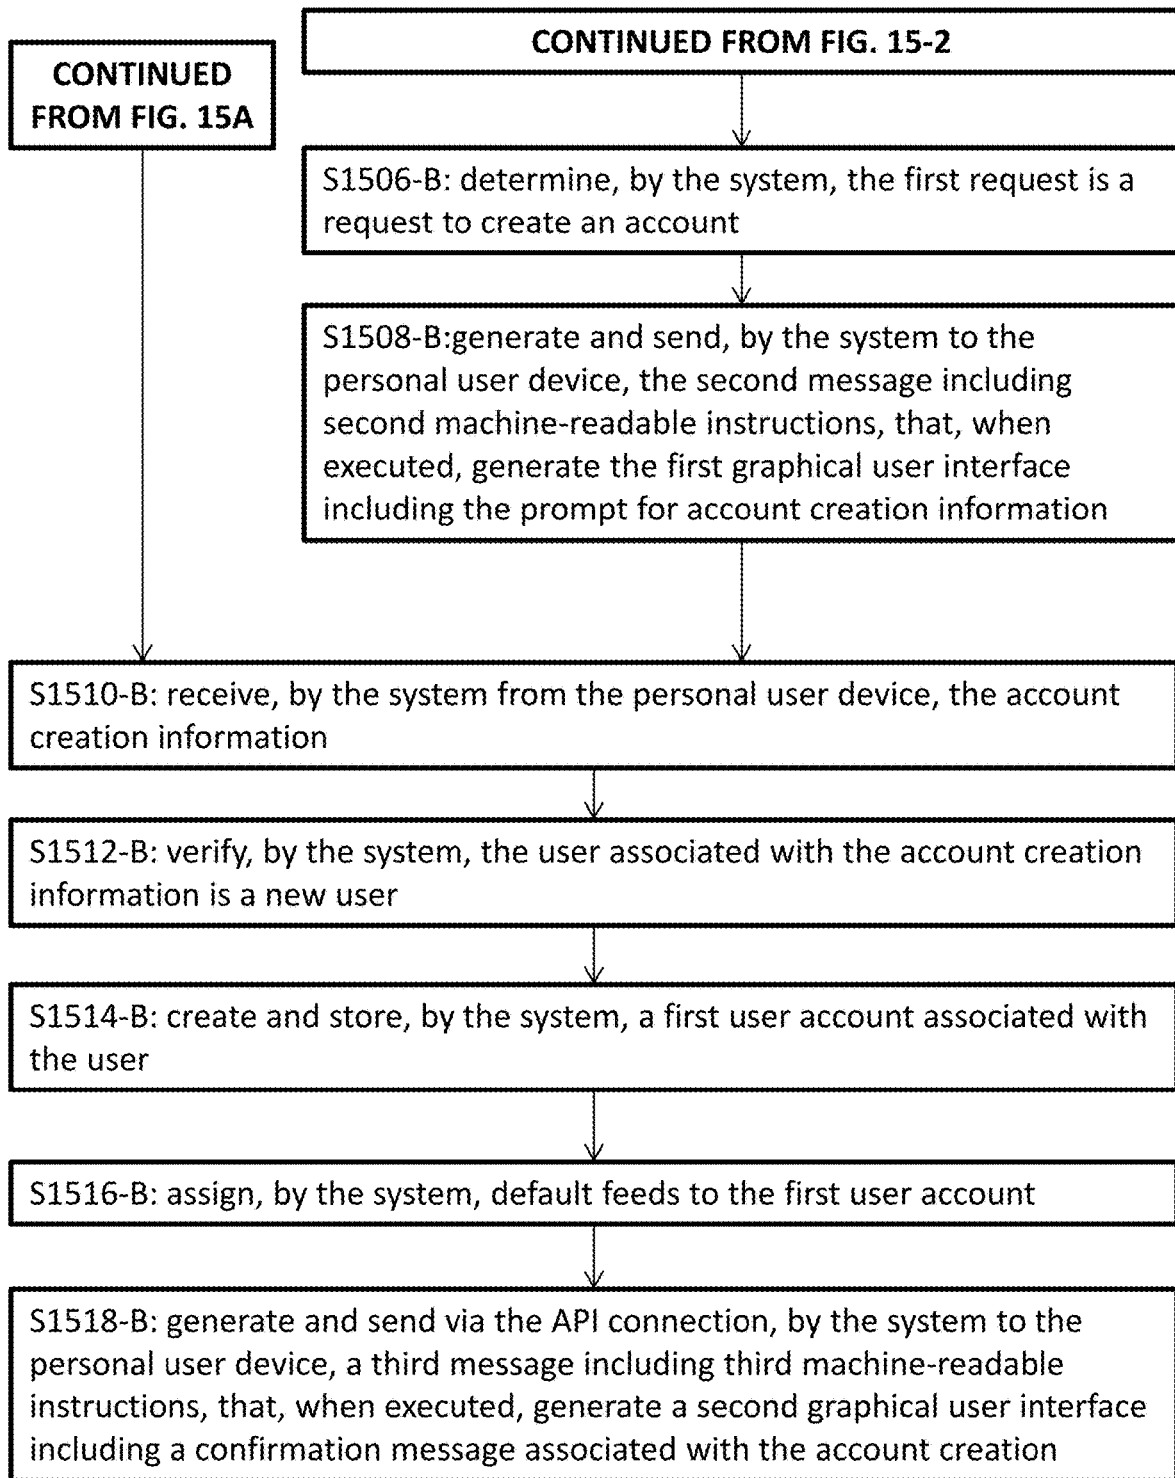 CONTINUED
FROM FIG. 15A
CONTINUED FROM FIG. 15-2
S1506-B: determine, by the system, the first request is a
request to create an account
S1508-B:generate and send, by the system to the
personal user device, the second message including
second machine-readable instructions, that, when
executed, generate the first graphical user interface
including the prompt for account creation information
S1510-B: receive, by the system from the personal user device, the account
creation information
S1512-B: verify, by the system, the user associated with the account creation
information is a new user
S1514-B: create and store, by the system, a first user account associated with
the user
S1516-B: assign, by the system, default feeds to the first user account
S1518-B: generate and send via the API connection, by the system to the
personal user device, a third message including third machine-readable
instructions, that, when executed, generate a second graphical user interface
including a confirmation message associated with the account creation